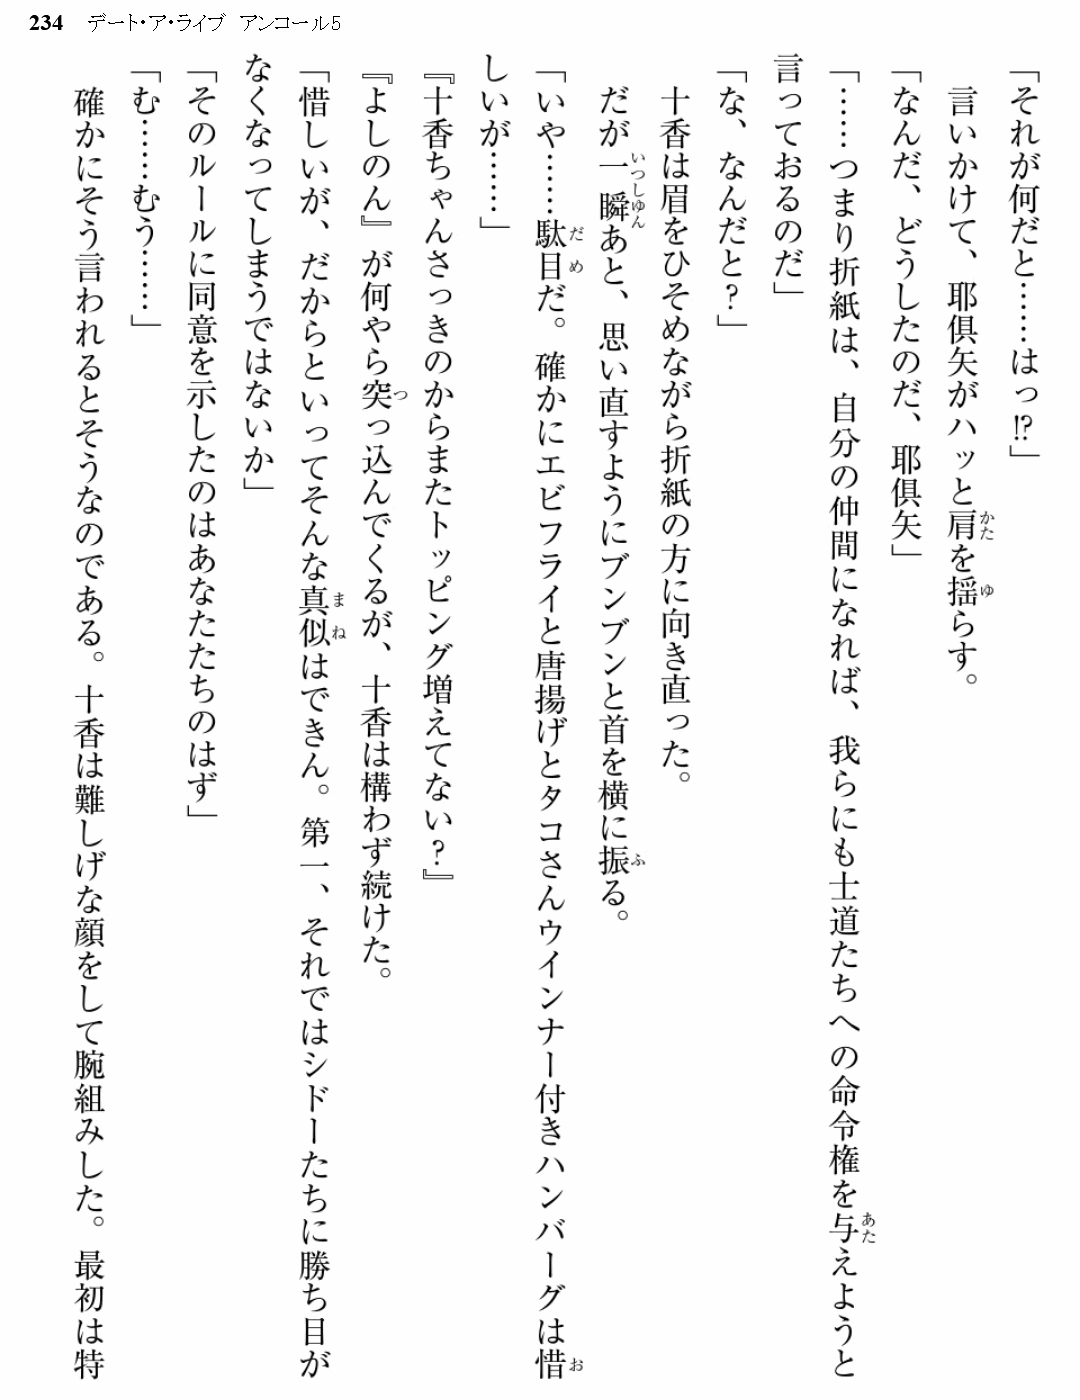 234 デート・ア・ライブ アンコール5
「それが何だと……はっ!?」
言いかけて、耶倶矢がハッと肩を揺らす。
「なんだ、どうしたのだ、耶倶矢」
「……つまり折紙は、自分の仲間になれば、我らにも士道たちへの命令権を与えようと
言っておるのだ」
「な、なんだと？」
十香は眉をひそめながら折紙の方に向き直った。
だが一瞬あと、思い直すようにブンブンと首を横に振る。
「いや……駄目だ。確かにエビフライと唐揚げとタコさんウインナー付きハンバーグは惜
しいが……」
『十香ちゃんさっきのからまたトッピング増えてない？』
『よしのん』が何やら突っ込んでくるが、十香は構わず続けた。
「惜しいが、だからといってそんな真似はできん。第一、それではシドーたちに勝ち目が
なくなってしまうではないか」
「そのルールに同意を示したのはあなたたちのはず」
「む……むう……」
確かにそう言われるとそうなのである。十香は難しげな顔をして腕組みした。最初は特